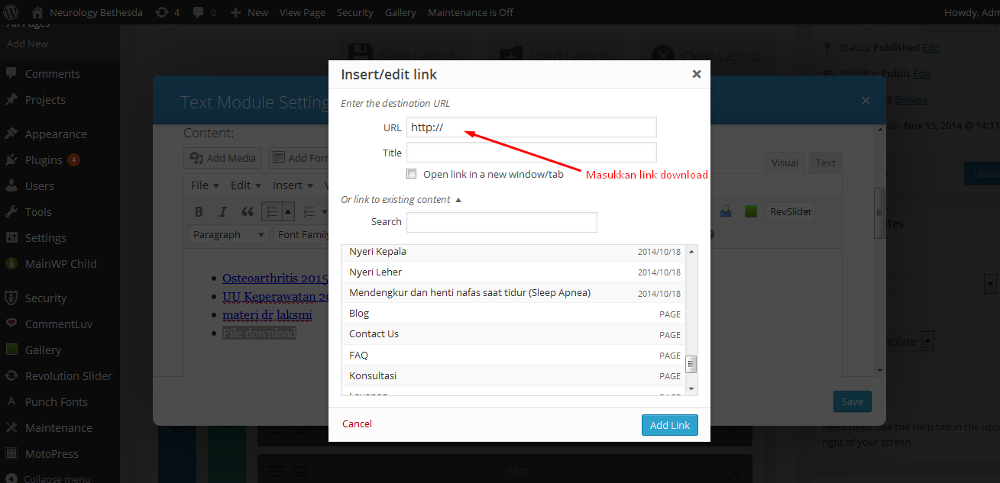 Neurology Bethesda 4 0 New View Page Security Gallery Maintenance is Off Howdy, Adm
All Pages
Add New
Comments
Projects
Appearance
Plugins 4
Users
Tools
Settings
MainWP Child
Security
CommentLuv
Gallery
Revolution Slider
Punch Fonts
Maintenance
MotoPress
Collapse menu
Save Layout Load Layout Clear Layout
Text Module Setting
Content:
Add Media Add For
Visual Text
File Edit Insert V
B I RevSlider
Paragraph Font Family
Osteoarthritis 2015
UU Keperawatan 20
materi dr laksmi
File download
Save
Text
Insert/edit link
Enter the destination URL
URL http://
Title
Open link in a new window/tab
Masukkan link download
Or link to existing content
Search
Nyeri Kepala 2014/10/18
Nyeri Leher 2014/10/18
Mendengkur dan henti nafas saat tidur (Sleep Apnea) 2014/10/18
Blog PAGE
Contact Us PAGE
FAQ PAGE
Konsultasi PAGE
Layanan PAGE
Cancel Add Link
Status: Published Edit
Visibility: Public Edit
6 Browse
on: Nov 15, 2014 @ 14:11
Upda
tes
mplate
Need help? Use the Help tab in the upp
right of your screen.